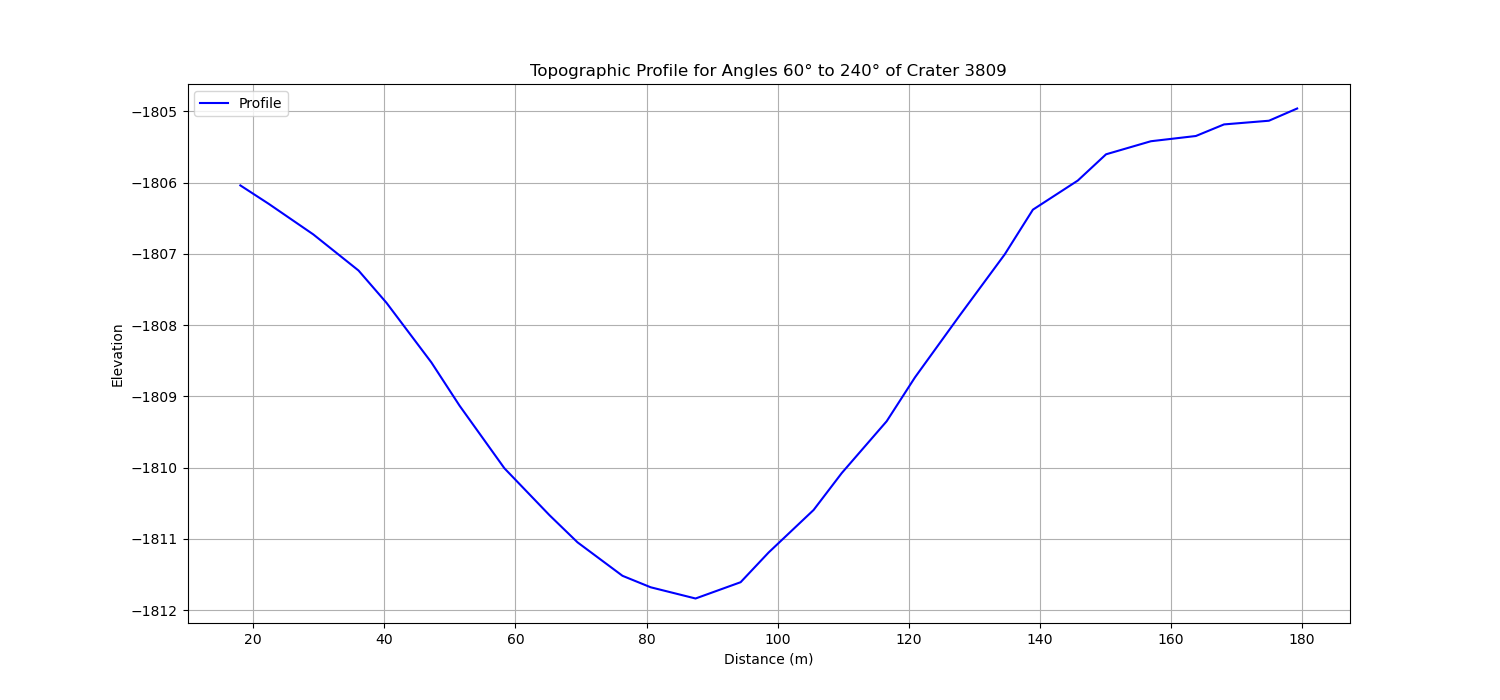 Topographic Profile for Angles 60° to 240° of Crater 3809
Profile
Elevation
−1805
−1806
−1807
−1808
−1809
−1810
−1811
−1812
20 40 60 80 100 120 140 160 180
Distance (m)